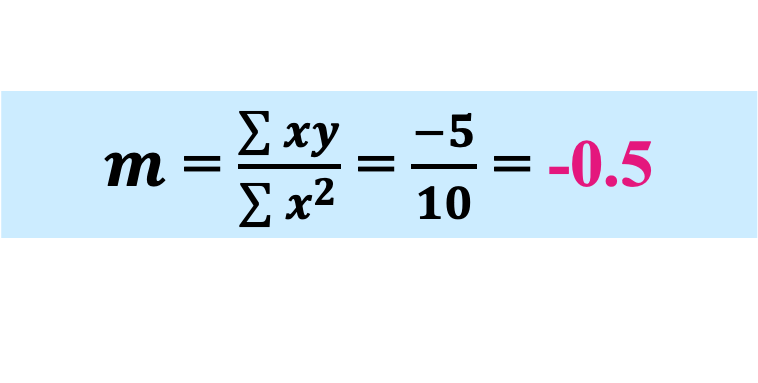 m = ∑ xy / ∑ x² = −5 / 10 = -0.5